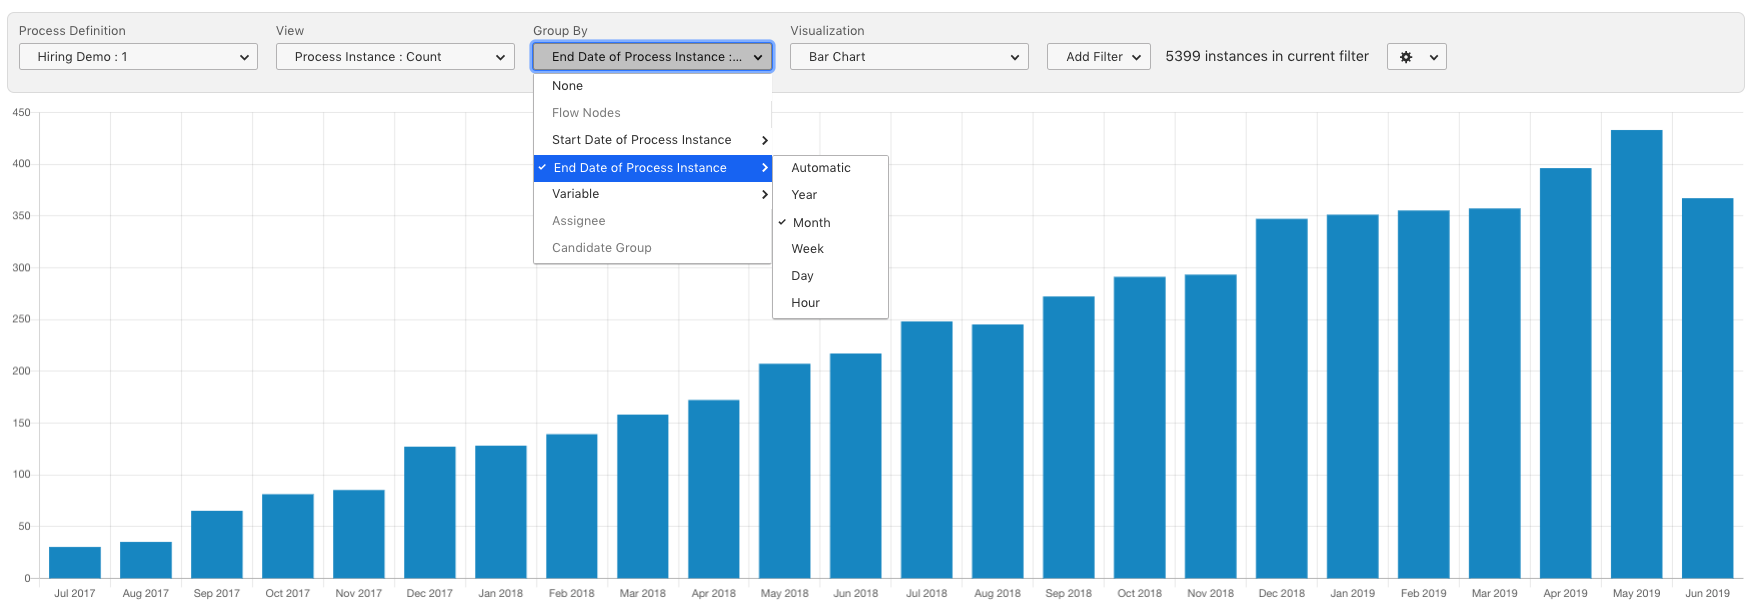 Process Definition View Group By Visualization
Hiring Demo : 1 Process Instance : Count End Date of Process Instance :... Bar Chart Add Filter 5399 instances in current filter
None
Flow Nodes
Start Date of Process Instance
End Date of Process Instance
Variable
Assignee
Candidate Group
Automatic
Year
Month
Week
Day
Hour
450
400
350
300
250
200
150
100
50
0
Jul 2017 Aug 2017 Sep 2017 Oct 2017 Nov 2017 Dec 2017 Jan 2018 Feb 2018 Mar 2018 Apr 2018 May 2018 Jun 2018 Jul 2018 Aug 2018 Sep 2018 Oct 2018 Nov 2018 Dec 2018 Jan 2019 Feb 2019 Mar 2019 Apr 2019 May 2019 Jun 2019